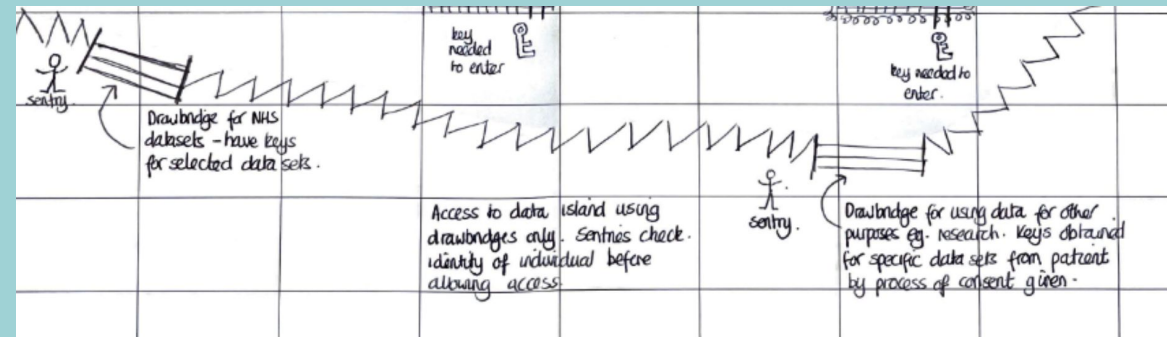 key
needed
to enter
key needed to
enter.
sentry.
Drawbridge for NHS
datasets - have keys
for selected data sets.
Access to data island using
drawbridges only. Sentries check.
identity of individual before
allowing access.
sentry.
Drawbridge for using data for other
purposes eg. research. Keys obtained
for specific data sets from patient
by process of consent given.